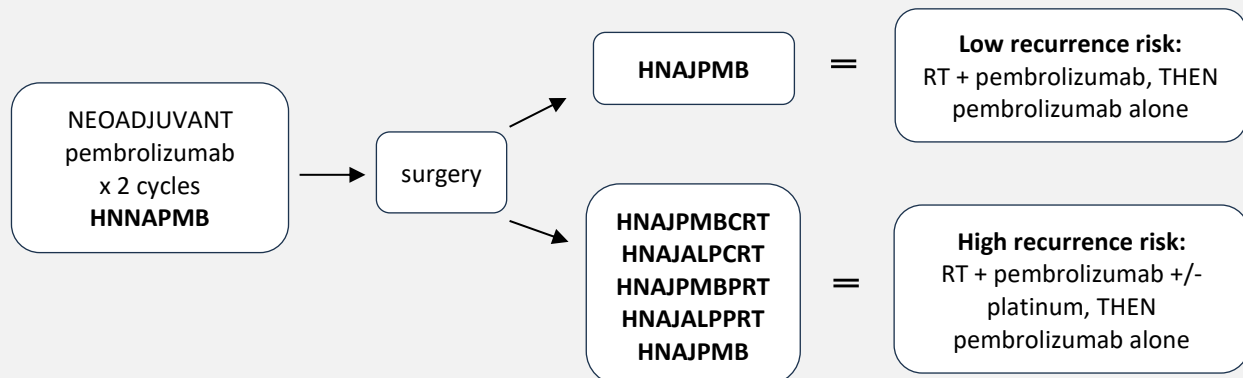 NEOADJUVANT
pembrolizumab
x 2 cycles
HNNAPMB
surgery
HNAJPMB
=
Low recurrence risk:
RT + pembrolizumab, THEN
pembrolizumab alone
HNAJPMBCRT
HNAJALPCRT
HNAJPMBPRT
HNAJALPPRT
HNAJPMB
=
High recurrence risk:
RT + pembrolizumab +/-
platinum, THEN
pembrolizumab alone